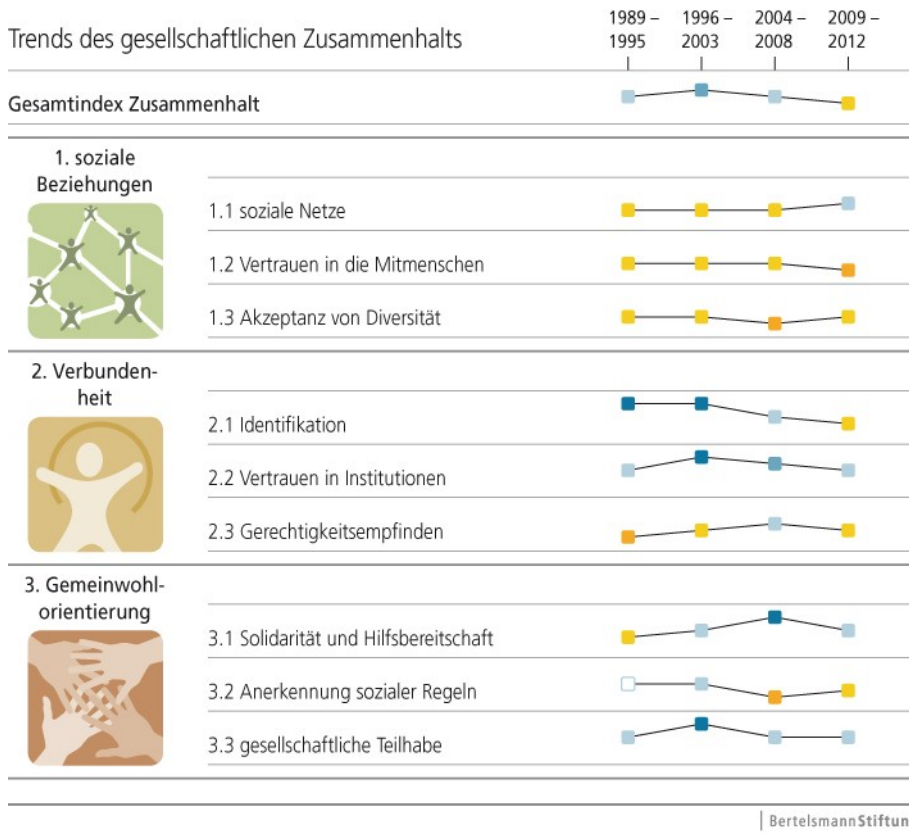 Trends des gesellschaftlichen Zusammenhalts
1989 – 1996 – 2004 – 2009 –
1995 2003 2008 2012
Gesamtindex Zusammenhalt
1. soziale
Beziehungen
1.1 soziale Netze
1.2 Vertrauen in die Mitmenschen
1.3 Akzeptanz von Diversität
2. Verbunden-
heit
2.1 Identifikation
2.2 Vertrauen in Institutionen
2.3 Gerechtigkeitsempfinden
3. Gemeinwohl-
orientierung
3.1 Solidarität und Hilfsbereitschaft
3.2 Anerkennung sozialer Regeln
3.3 gesellschaftliche Teilhabe
BertelsmannStiftun